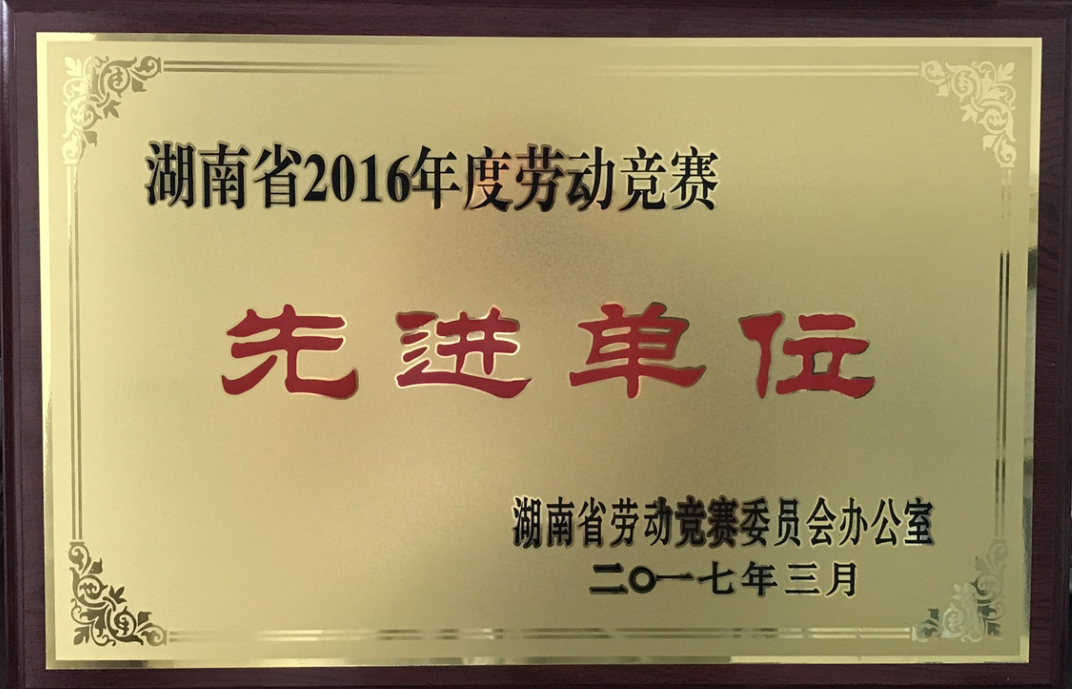 湖南省2016年度劳动竞赛
先进单位
湖南省劳动竞赛委员会办公室
二〇一七年三月